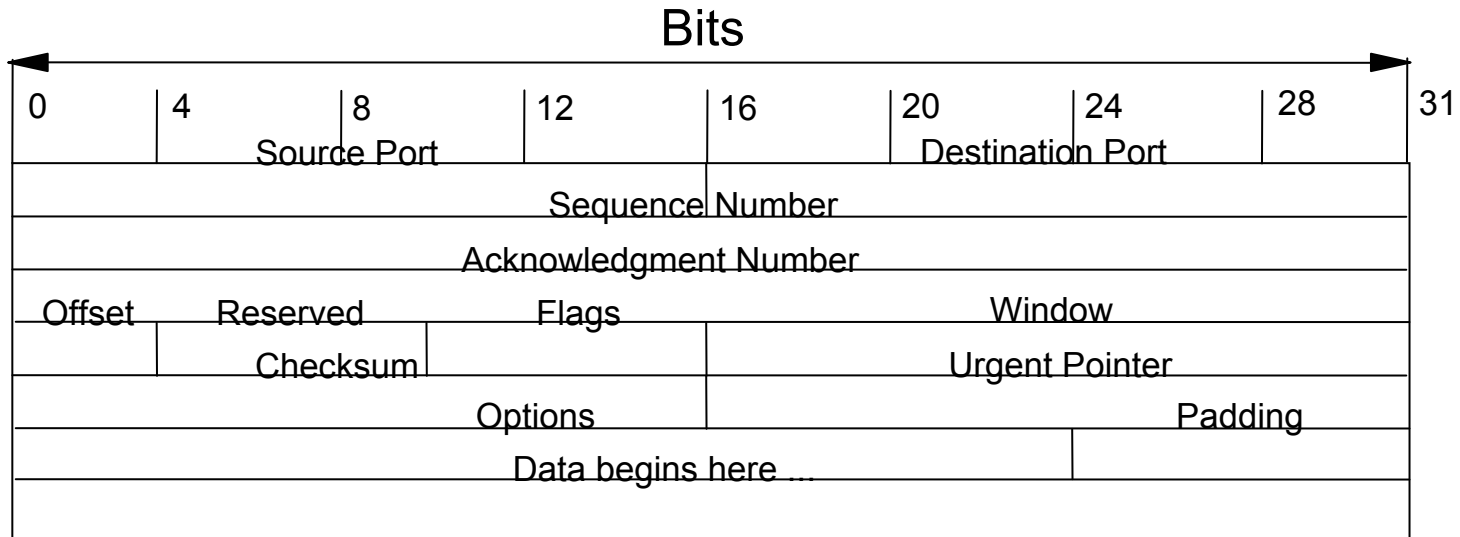 Bits
0 4 8 12 16 20 24 28 31
Source Port Destination Port
Sequence Number
Acknowledgment Number
Offset Reserved Flags Window
Checksum Urgent Pointer
Options Padding
Data begins here ...